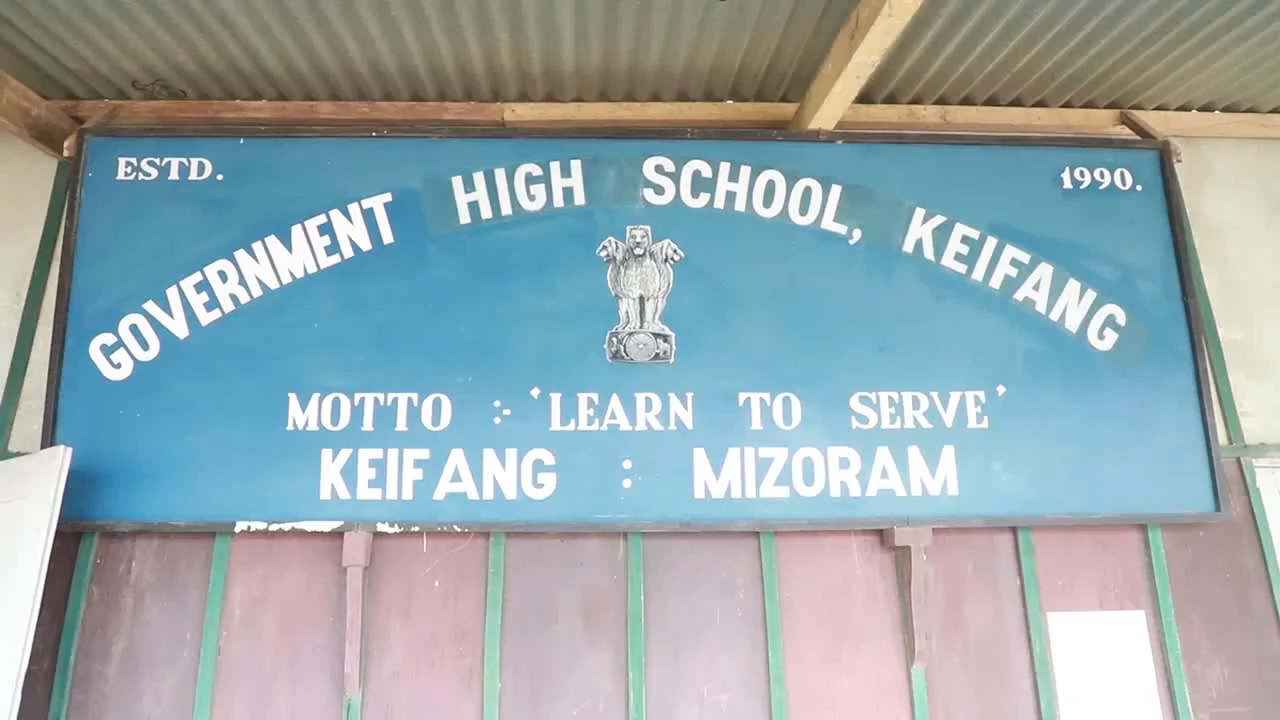 ESTD. 1990.
GOVERNMENT HIGH SCHOOL, KEIFANG
MOTTO :- 'LEARN TO SERVE'
KEIFANG : MIZORAM